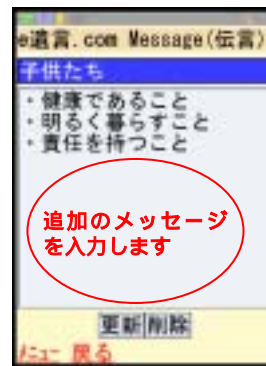 e遺言.com Message(伝言)
子供たち
・健康であること
・明るく暮らすこと
・責任を持つこと
追加のメッセージ
を入力します
更新 削除
メニュー 戻る